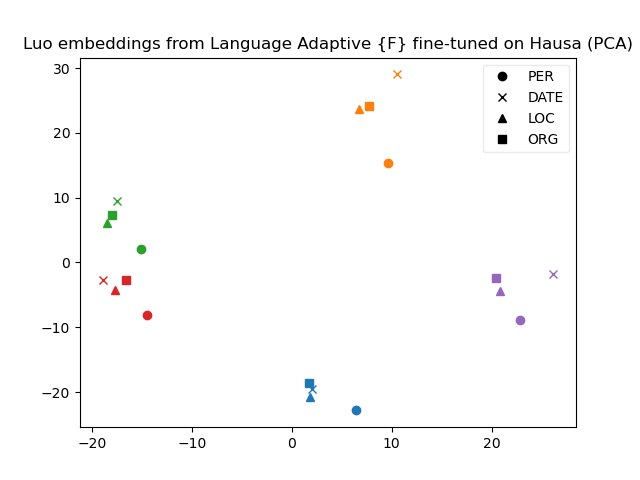 Luo embeddings from Language Adaptive {F} fine-tuned on Hausa (PCA)
30
20
10
0
−10
−20
−20
−10
0
10
20
PER
DATE
LOC
ORG